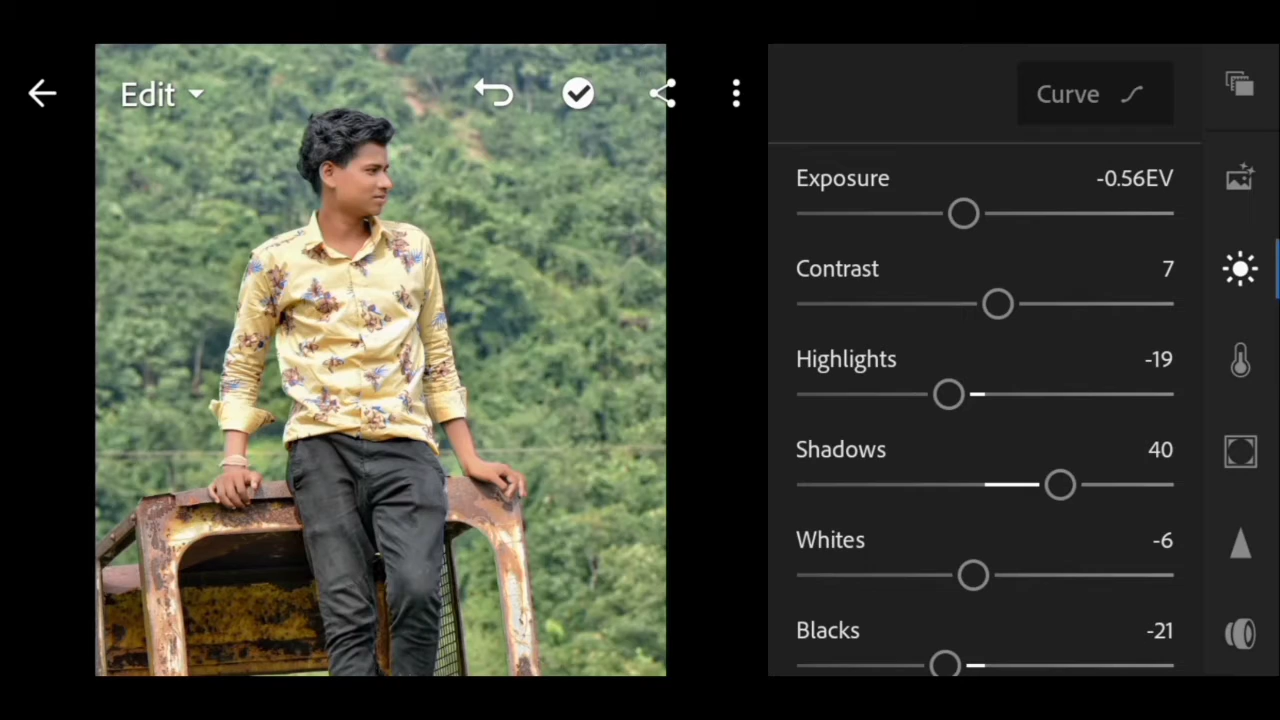 Edit
Curve
Exposure -0.56EV
Contrast 7
Highlights -19
Shadows 40
Whites -6
Blacks -21